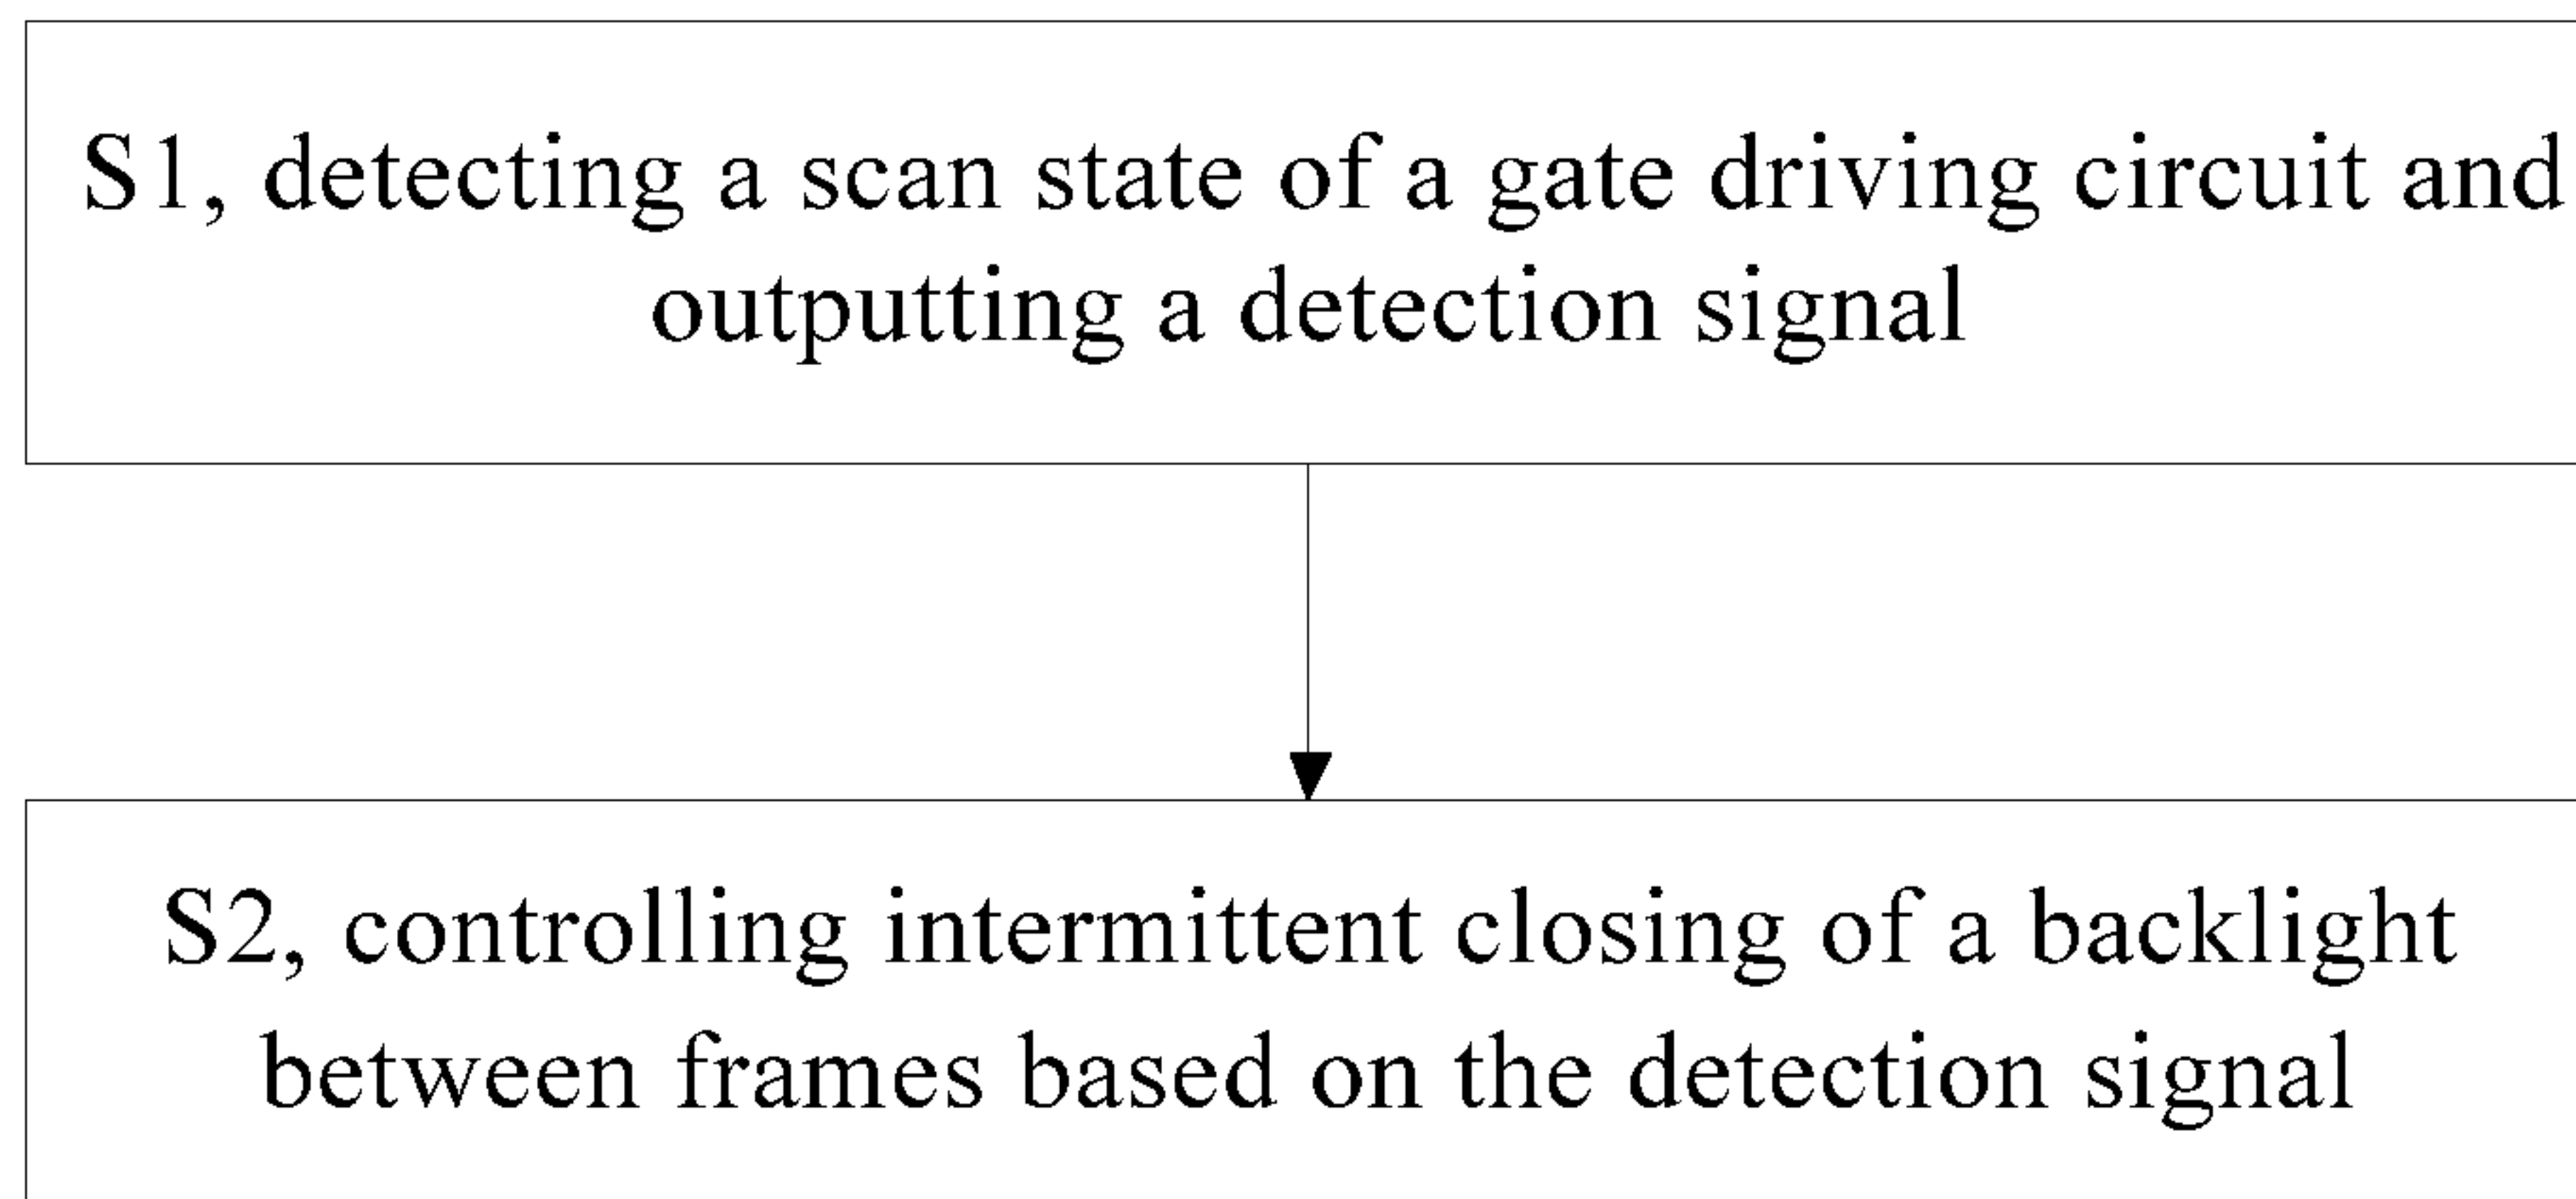 S1, detecting a scan state of a gate driving circuit and
outputting a detection signal
S2, controlling intermittent closing of a backlight
between frames based on the detection signal